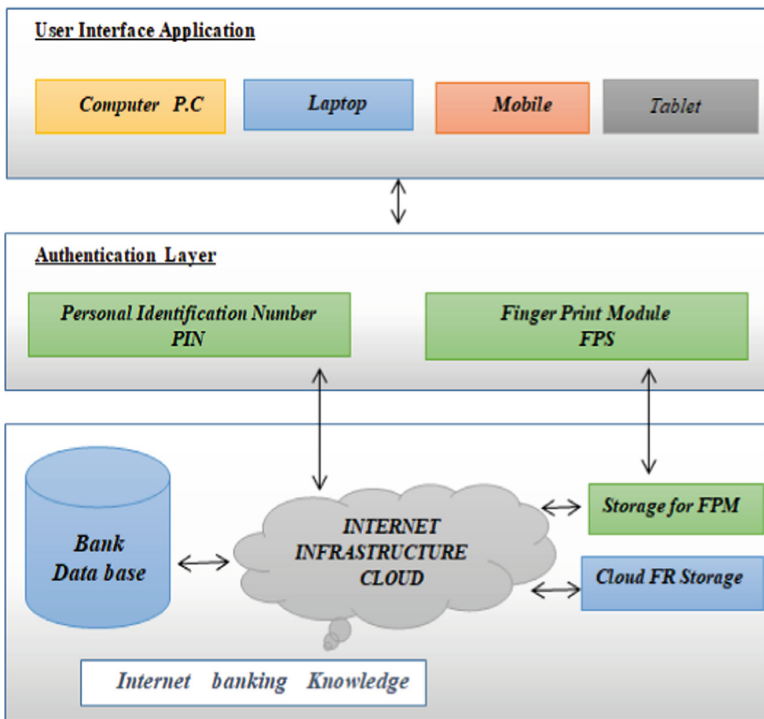 User Interface Application
Computer P.C
Laptop
Mobile
Tablet
Authentication Layer
Personal Identification Number
PIN
Finger Print Module
FPS
Bank
Data base
INTERNET
INFRASTRUCTURE
CLOUD
Storage for FPM
Cloud FR Storage
Internet banking Knowledge